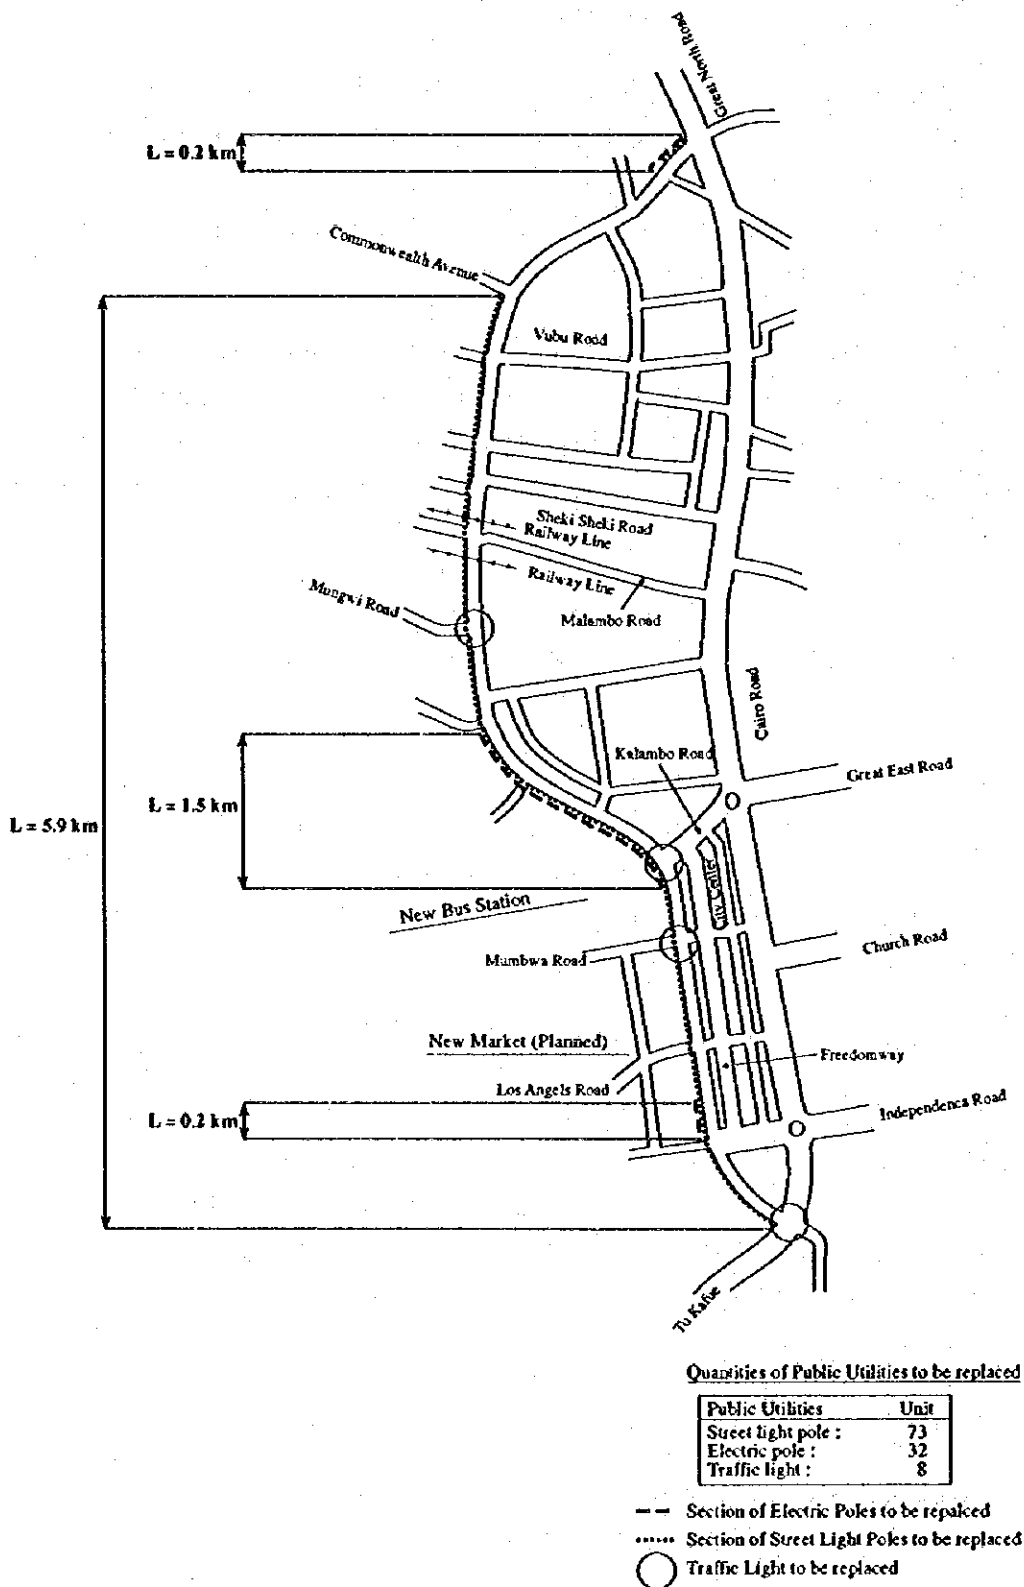 Great North Road
L = 0.2 km
Commonwealth Avenue
Vubu Road
Sheki Sheki Road
Railway Line
Railway Line
Mungwi Road
Malambo Road
Cairo Road
Kalambo Road
Great East Road
L = 1.5 km
L = 5.9 km
City Center
New Bus Station
Church Road
Mumbwa Road
New Market (Planned)
Freedomway
Los Angels Road
Independenca Road
L = 0.2 km
To Kafue
Quantities of Public Utilities to be replaced
Public Utilities Unit
Street light pole : 73
Electric pole : 32
Traffic light : 8
Section of Electric Poles to be repalced
Section of Street Light Poles to be replaced
Traffic Light to be replaced